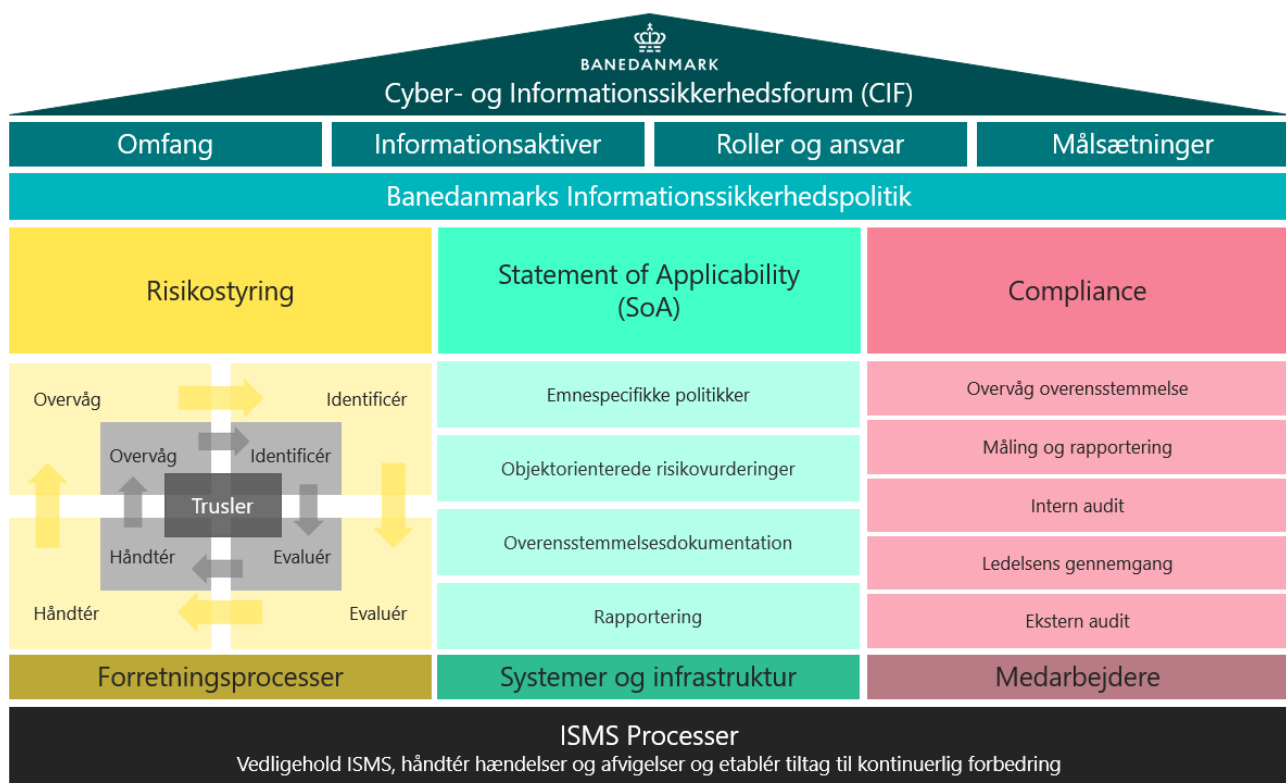 BANEDANMARK
Cyber- og Informationssikkerhedsforum (CIF)
Omfang
Informationsaktiver
Roller og ansvar
Målsætninger
Banedanmarks Informationssikkerhedspolitik
Risikostyring
Overvåg
Identificér
Overvåg
Identificér
Trusler
Håndtér
Evaluér
Håndtér
Evaluér
Forretningsprocesser
Statement of Applicability
(SoA)
Emnespecifikke politikker
Objektorienterede risikovurderinger
Overensstemmelsesdokumentation
Rapportering
Systemer og infrastruktur
Compliance
Overvåg overensstemmelse
Måling og rapportering
Intern audit
Ledelsens gennemgang
Ekstern audit
Medarbejdere
ISMS Processer
Vedligehold ISMS, håndtér hændelser og afvigelser og etablér tiltag til kontinuerlig forbedring